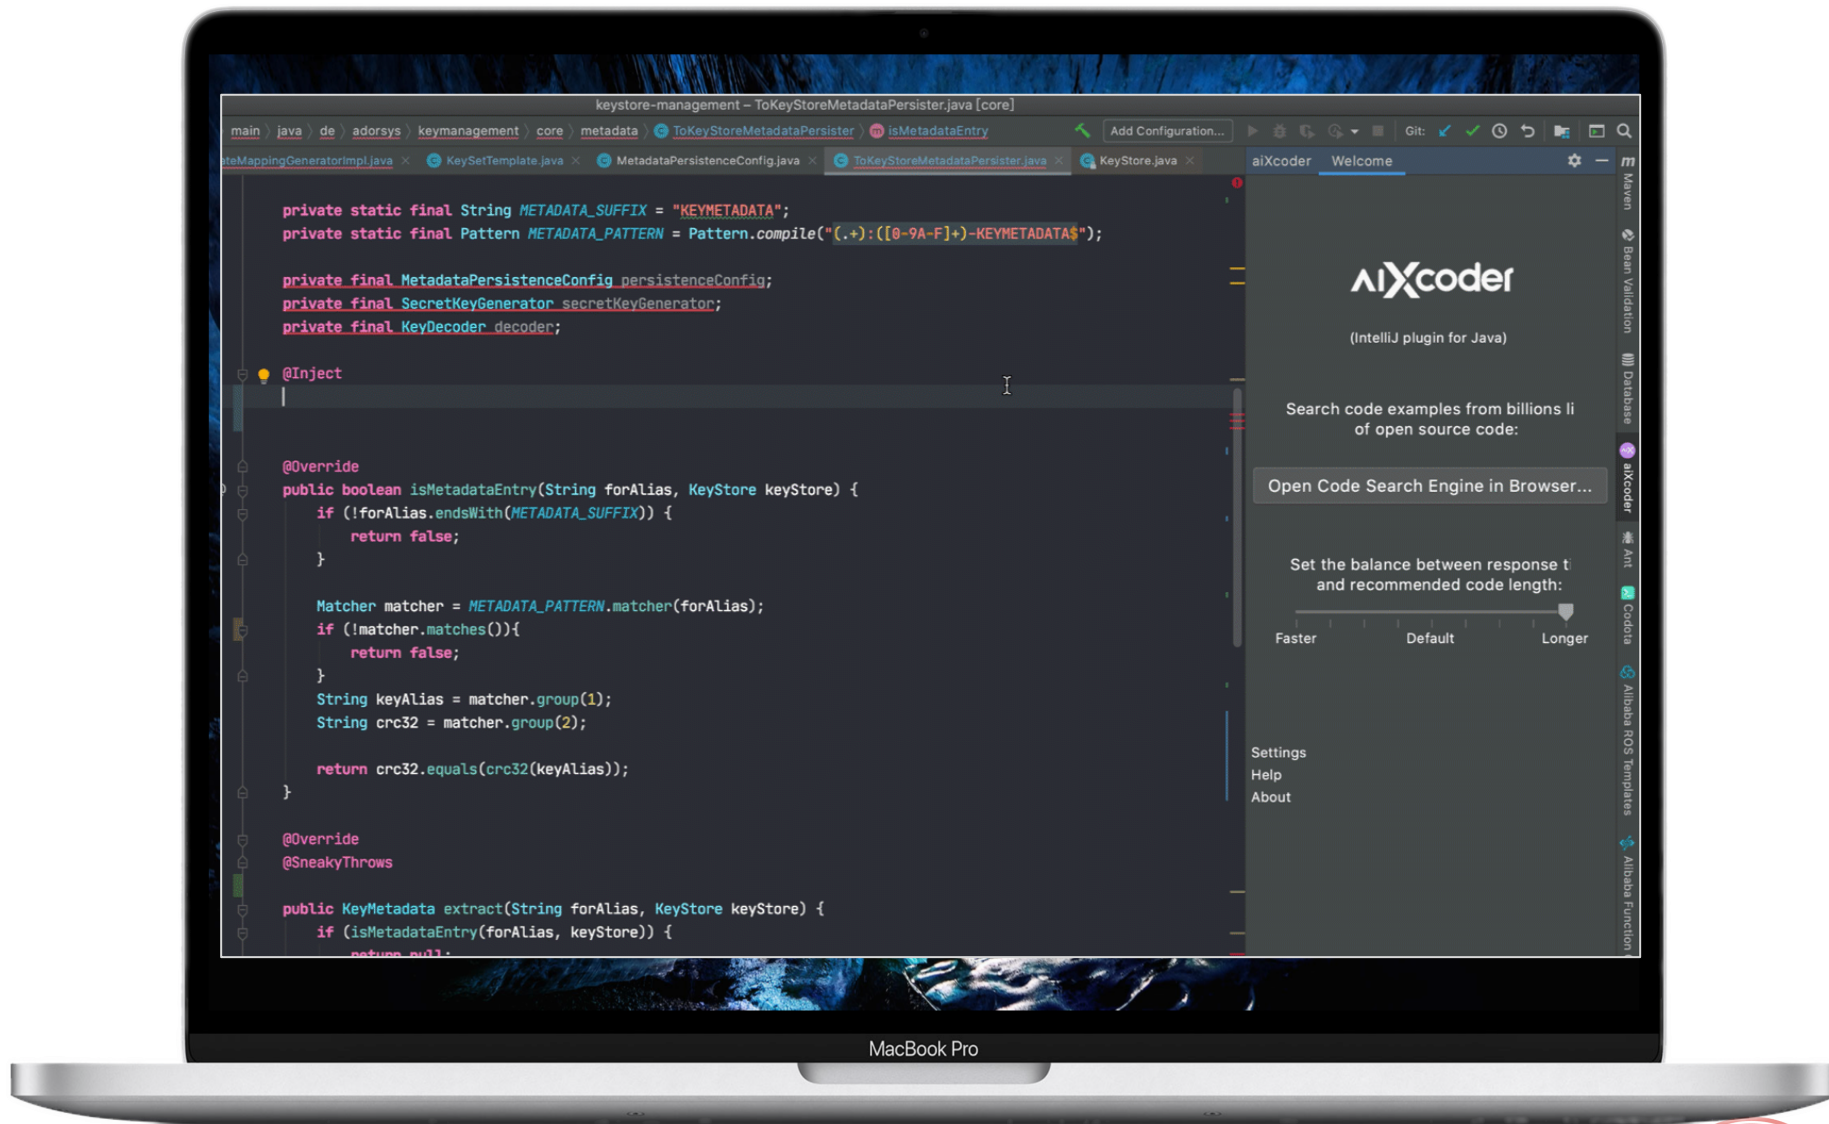 keystore-management – ToKeyStoreMetadataPersister.java [core]
main java de adorsys keymanagement core metadata ToKeyStoreMetadataPersister isMetadataEntry Add Configuration... Git:
ateMappingGeneratorImpl.java KeySetTemplate.java MetadataPersistenceConfig.java ToKeyStoreMetadataPersister.java KeyStore.java
private static final String METADATA_SUFFIX = "KEYMETADATA";
private static final Pattern METADATA_PATTERN = Pattern.compile("(.+):([0-9A-F]+)-KEYMETADATA$");
private final MetadataPersistenceConfig persistenceConfig;
private final SecretKeyGenerator secretKeyGenerator;
private final KeyDecoder decoder;
@Inject
@Override
public boolean isMetadataEntry(String forAlias, KeyStore keyStore) {
if (!forAlias.endsWith(METADATA_SUFFIX)) {
return false;
}
Matcher matcher = METADATA_PATTERN.matcher(forAlias);
if (!matcher.matches()){
return false;
}
String keyAlias = matcher.group(1);
String crc32 = matcher.group(2);
return crc32.equals(crc32(keyAlias));
}
@Override
@SneakyThrows
public KeyMetadata extract(String forAlias, KeyStore keyStore) {
if (isMetadataEntry(forAlias, keyStore)) {
return null;
aiXcoder Welcome
aiXcoder
(IntelliJ plugin for Java)
Search code examples from billions li
of open source code:
Open Code Search Engine in Browser...
Set the balance between response ti
and recommended code length:
Faster Default Longer
Settings
Help
About
m Maven
Bean Validation
Database
aiXcoder
Ant
Codota
Alibaba ROS Templates
Alibaba Function
MacBook Pro